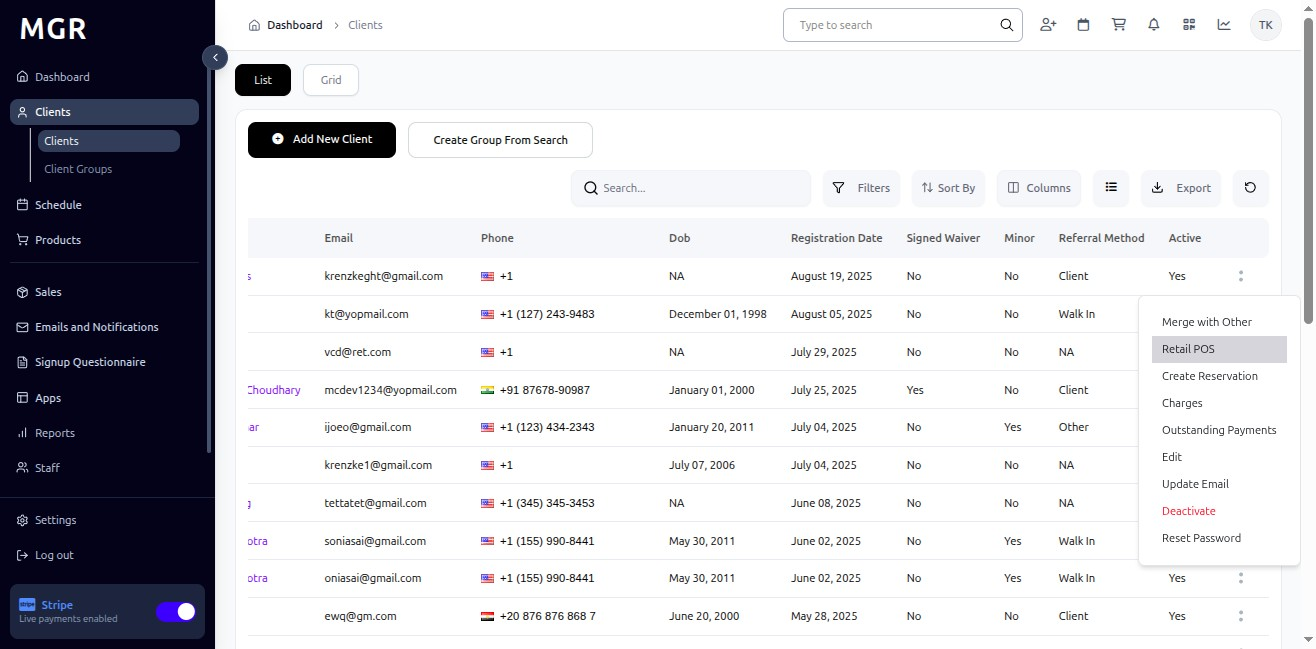 MGR
Dashboard
Clients
Clients
Client Groups
Schedule
Products
Sales
Emails and Notifications
Signup Questionnaire
Apps
Reports
Staff
Settings
Log out
stripe Stripe
Live payments enabled
Dashboard > Clients
Type to search
TK
List Grid
Add New Client Create Group From Search
Search... Filters Sort By Columns Export
Email Phone Dob Registration Date Signed Waiver Minor Referral Method Active
s krenzkeght@gmail.com +1 NA August 19, 2025 No No Client Yes
kt@yopmail.com +1 (127) 243-9483 December 01, 1998 August 05, 2025 No No Walk In
vcd@ret.com +1 NA July 29, 2025 No No NA
Choudhary mcdev1234@yopmail.com +91 87678-90987 January 01, 2000 July 25, 2025 Yes No Client
ar ijoeo@gmail.com +1 (123) 434-2343 January 20, 2011 July 04, 2025 No Yes Other
krenzke1@gmail.com +1 July 07, 2006 July 04, 2025 No No NA
g tettatet@gmail.com +1 (345) 345-3453 NA June 08, 2025 No No NA
otra soniasai@gmail.com +1 (155) 990-8441 May 30, 2011 June 02, 2025 No Yes Walk In
otra oniasai@gmail.com +1 (155) 990-8441 May 30, 2011 June 02, 2025 No Yes Walk In Yes
ewq@gm.com +20 876 876 868 7 June 20, 2000 May 28, 2025 No No Client Yes
Merge with Other
Retail POS
Create Reservation
Charges
Outstanding Payments
Edit
Update Email
Deactivate
Reset Password